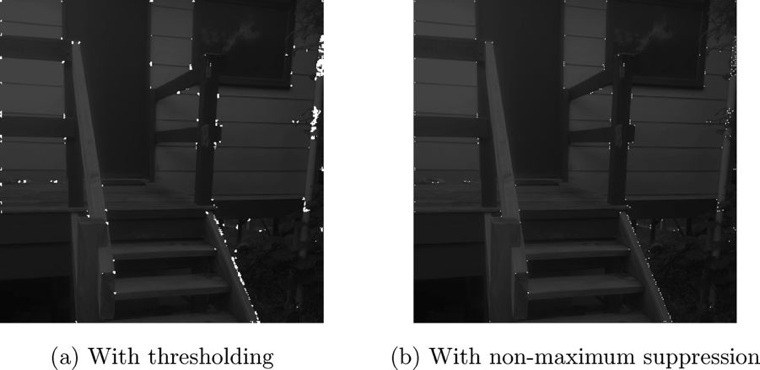 (a) With thresholding
(b) With non-maximum suppression